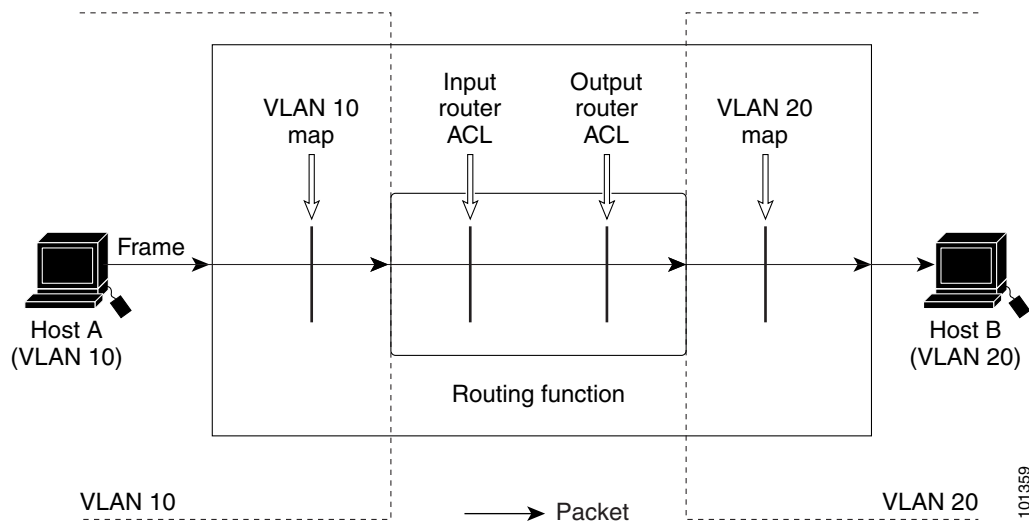 VLAN 10
map
Input
router
ACL
Output
router
ACL
VLAN 20
map
Frame
Host A
(VLAN 10)
Host B
(VLAN 20)
Routing function
VLAN 10
Packet
VLAN 20
101359